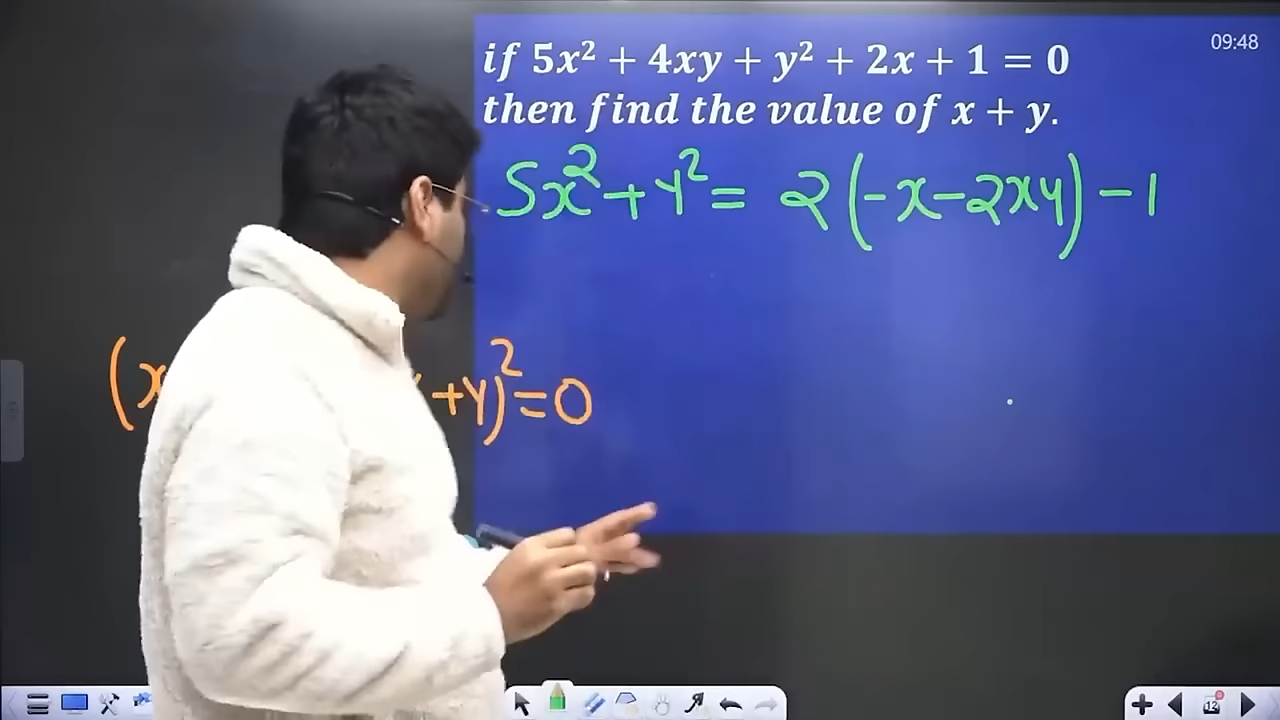 09:48
if 5x² + 4xy + y² + 2x + 1 = 0
then find the value of x + y.
5x² + y² = 2(-x-2xy) - 1
(x +y)² = 0
12